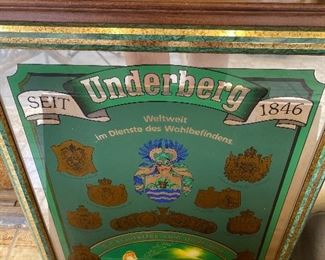 Underberg
SEIT 1846
Weltweit
im Dienste des Wohlbefindens.